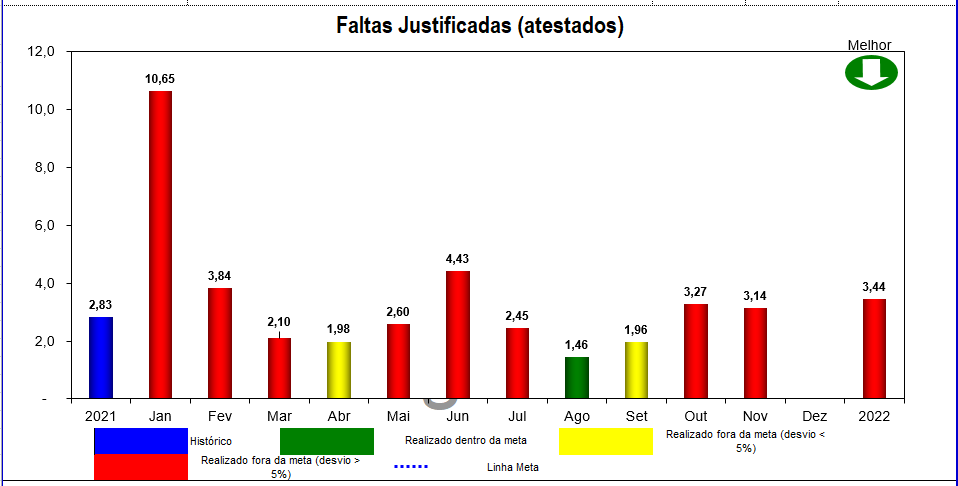 Faltas Justificadas (atestados)
Melhor
12,0
10,0
8,0
6,0
4,0
2,0
-
2,83
10,65
3,84
2,10
1,98
2,60
4,43
2,45
1,46
1,96
3,27
3,14
3,44
2021 Jan Fev Mar Abr Mai Jun Jul Ago Set Out Nov Dez 2022
Histórico
Realizado dentro da meta
Realizado fora da meta (desvio <
5%)
Realizado fora da meta (desvio >
5%)
Linha Meta